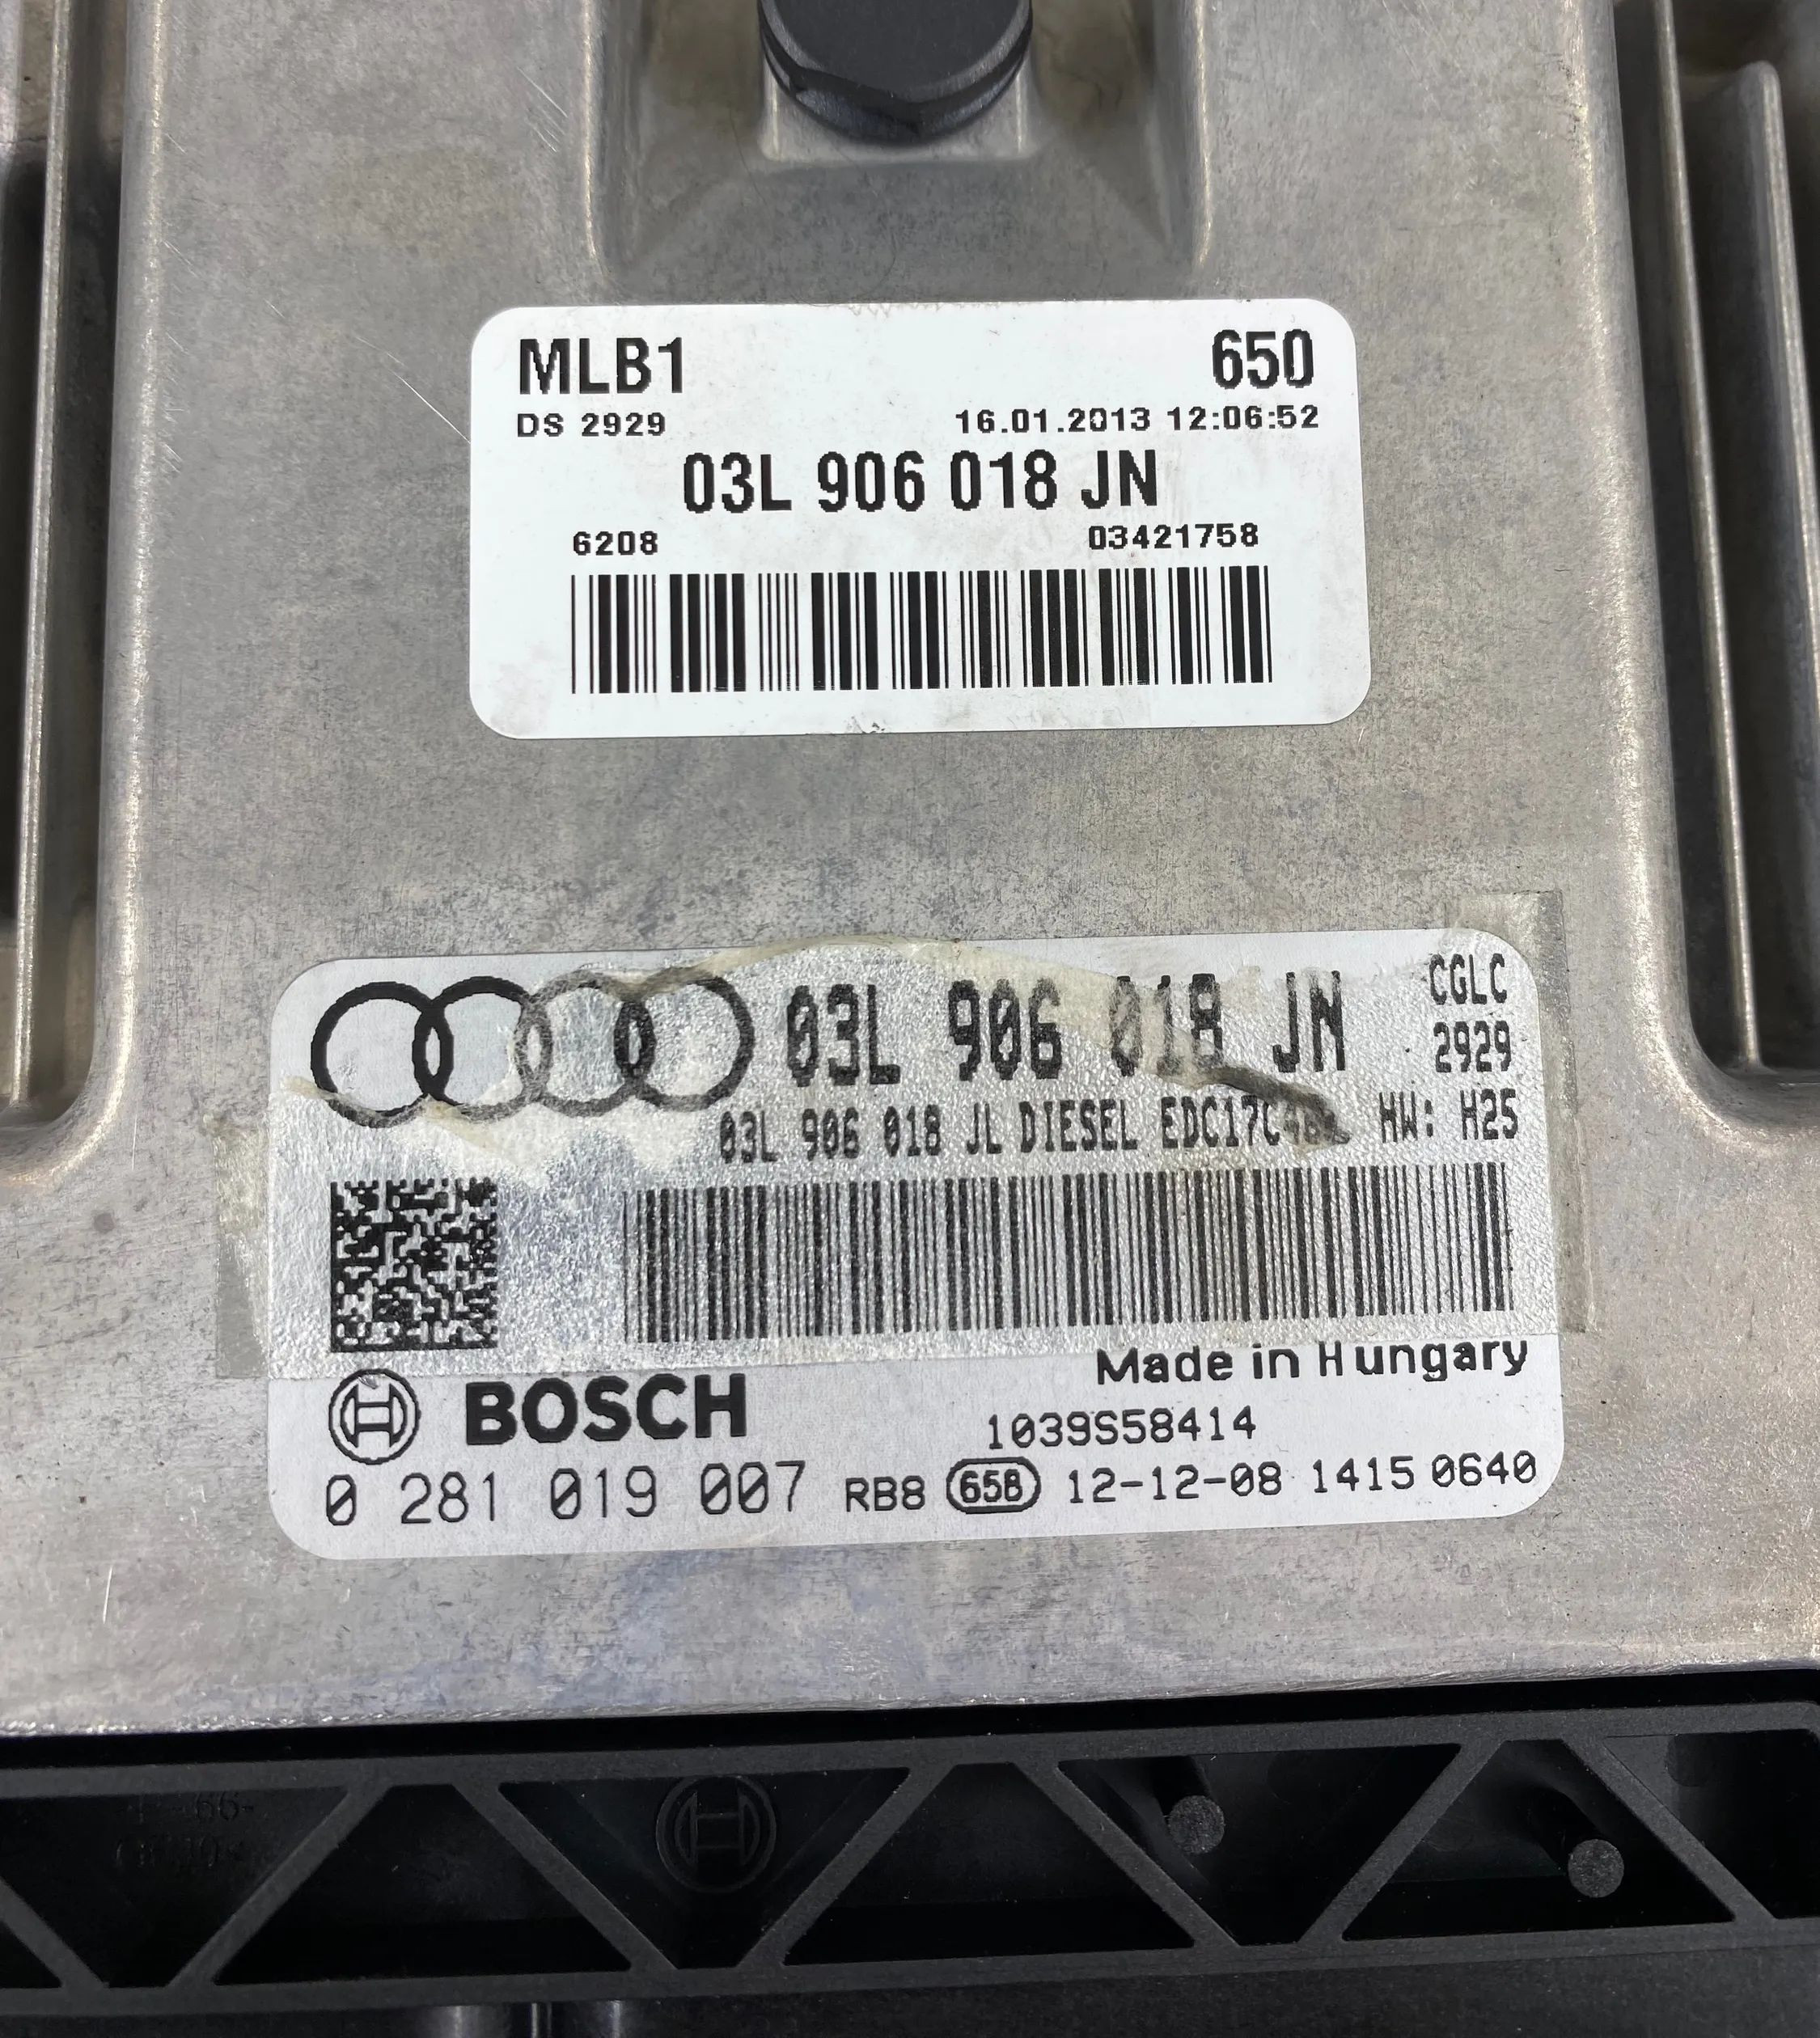 MLB1 650
DS 2929 16.01.2013 12:06:52
03L 906 018 JN
6208 03421758
03L 906 018 JN CGLC
2929
03L 906 018 JL DIESEL HW: H25
Made in Hungary
BOSCH 1039S58414
0 281 019 007 RB8 65B 12-12-08 1415 0640